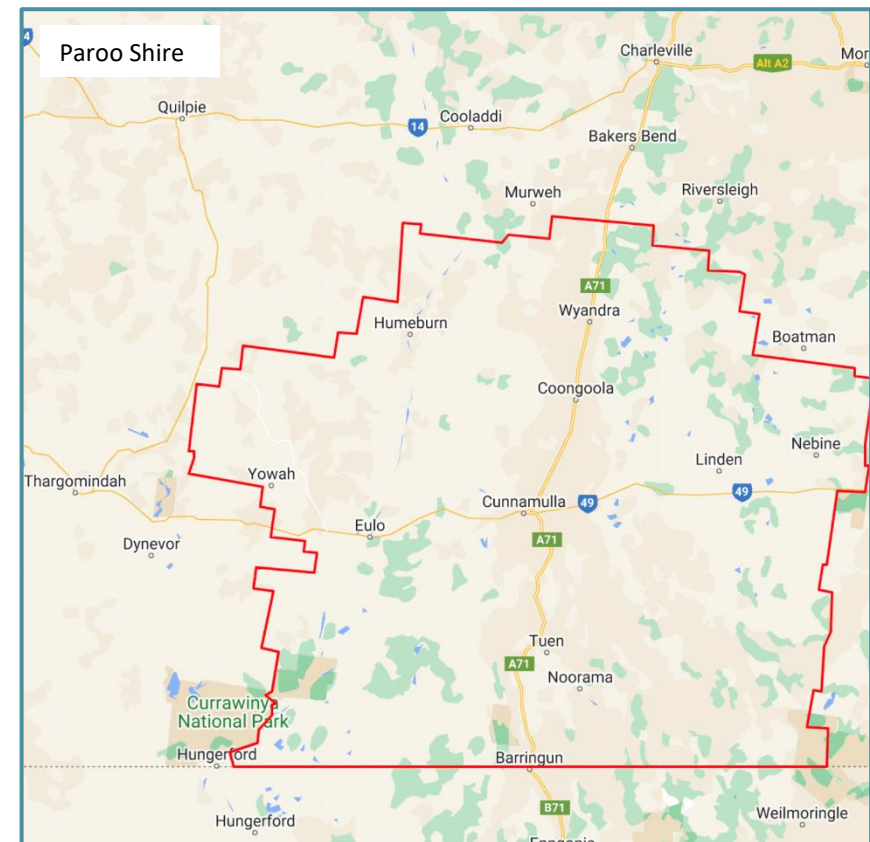 4
Paroo Shire
Charleville
Alt A2
Mor
Quilpie
14
Cooladdi
Bakers Bend
Murweh
Riversleigh
A71
Wyandra
Humeburn
Boatman
Coongoola
Nebine
Linden
Thargomindah
Yowah
49
Cunnamulla
49
Eulo
A71
Dynevor
Tuen
A71
Noorama
Currawinya
National Park
Hungerford
Barringun
B71
Weilmoringle
Hungerford